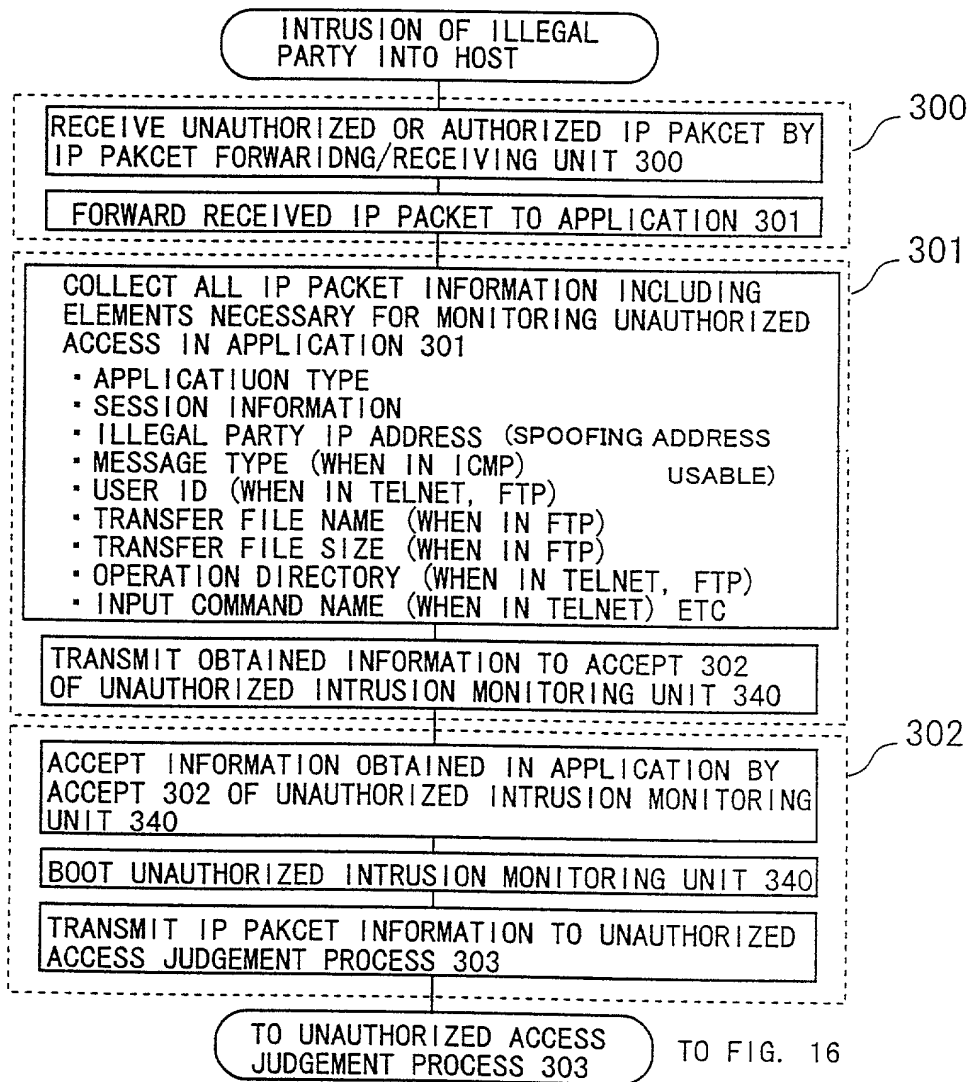 INTRUSION OF ILLEGAL
PARTY INTO HOST
300
RECEIVE UNAUTHORIZED OR AUTHORIZED IP PAKCET BY
IP PAKCET FORWARIDNG/RECEIVING UNIT 300
FORWARD RECEIVED IP PACKET TO APPLICATION 301
301
COLLECT ALL IP PACKET INFORMATION INCLUDING
ELEMENTS NECESSARY FOR MONITORING UNAUTHORIZED
ACCESS IN APPLICATION 301
・APPLICATIUON TYPE
・SESSION INFORMATION
・ILLEGAL PARTY IP ADDRESS (SPOOFING ADDRESS
USABLE)
・MESSAGE TYPE (WHEN IN ICMP)
・USER ID (WHEN IN TELNET, FTP)
・TRANSFER FILE NAME (WHEN IN FTP)
・TRANSFER FILE SIZE (WHEN IN FTP)
・OPERATION DIRECTORY (WHEN IN TELNET, FTP)
・INPUT COMMAND NAME (WHEN IN TELNET) ETC
TRANSMIT OBTAINED INFORMATION TO ACCEPT 302
OF UNAUTHORIZED INTRUSION MONITORING UNIT 340
302
ACCEPT INFORMATION OBTAINED IN APPLICATION BY
ACCEPT 302 OF UNAUTHORIZED INTRUSION MONITORING
UNIT 340
BOOT UNAUTHORIZED INTRUSION MONITORING UNIT 340
TRANSMIT IP PAKCET INFORMATION TO UNAUTHORIZED
ACCESS JUDGEMENT PROCESS 303
TO UNAUTHORIZED ACCESS
JUDGEMENT PROCESS 303
TO FIG. 16